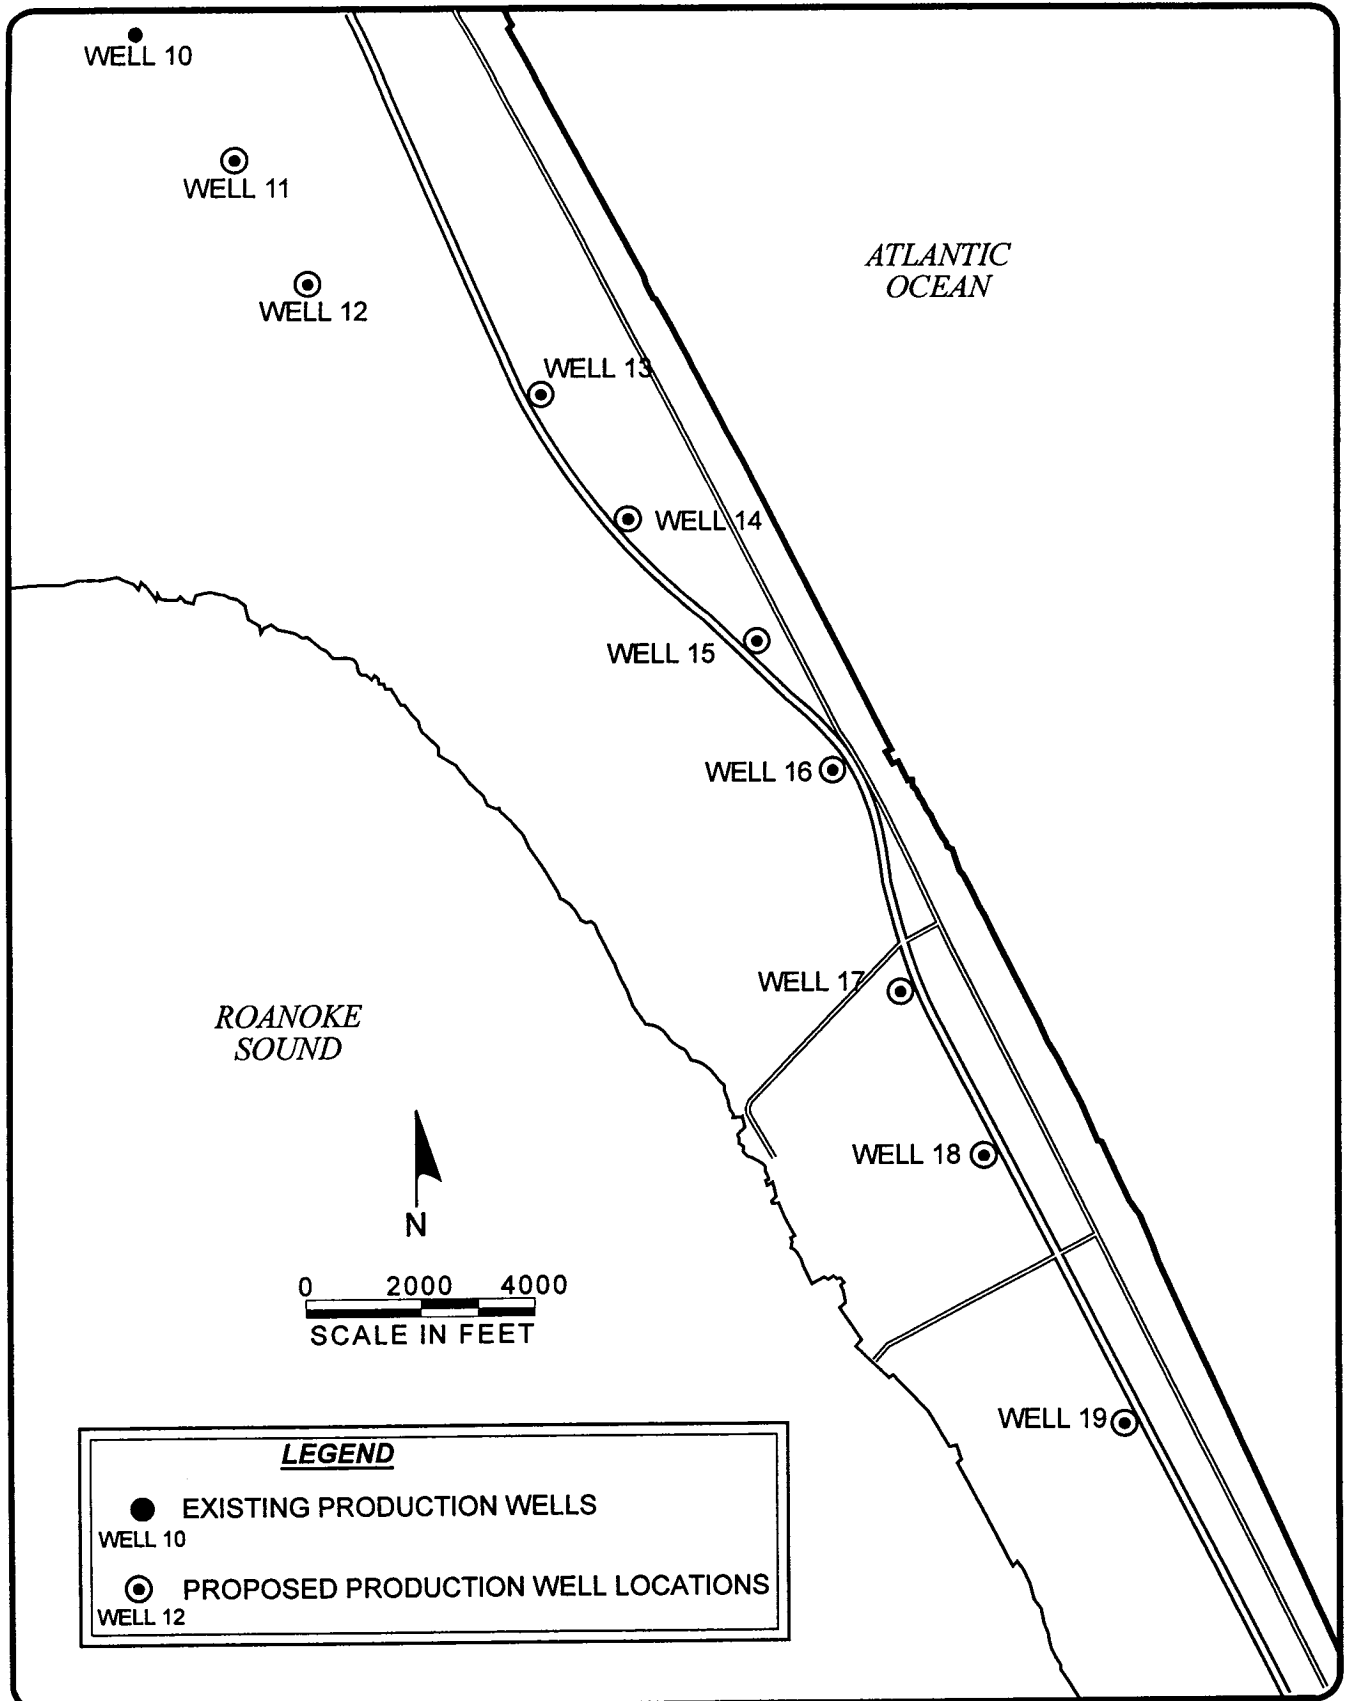 WELL 10
WELL 11
ATLANTIC
OCEAN
WELL 12
WELL 13
WELL 14
WELL 15
WELL 16
WELL 17
ROANOKE
SOUND
WELL 18
N
0 2000 4000
SCALE IN FEET
WELL 19
LEGEND
EXISTING PRODUCTION WELLS
WELL 10
PROPOSED PRODUCTION WELL LOCATIONS
WELL 12